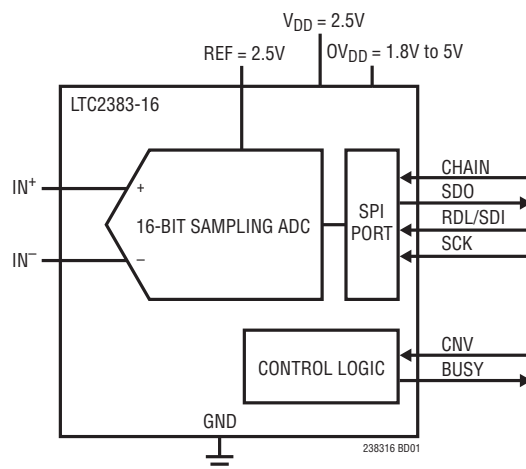 V_DD = 2.5V
REF = 2.5V
OV_DD = 1.8V to 5V
LTC2383-16
IN⁺
+
16-BIT SAMPLING ADC
IN⁻
–
SPI
PORT
CHAIN
SDO
RDL/SDI
SCK
CONTROL LOGIC
CNV
BUSY
GND
238316 BD01